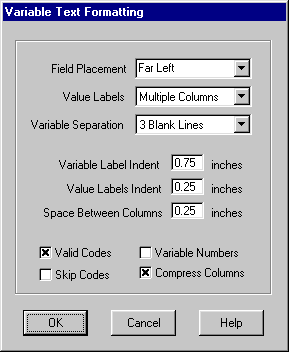 Variable Text Formatting
Field Placement Far Left
Value Labels Multiple Columns
Variable Separation 3 Blank Lines
Variable Label Indent 0.75 inches
Value Labels Indent 0.25 inches
Space Between Columns 0.25 inches
Valid Codes Variable Numbers
Skip Codes Compress Columns
OK Cancel Help